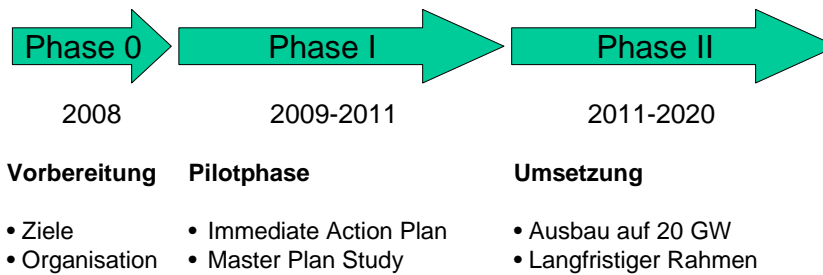 Phase 0 Phase I Phase II
2008 2009-2011 2011-2020
Vorbereitung Pilotphase Umsetzung
• Ziele • Immediate Action Plan • Ausbau auf 20 GW
• Organisation • Master Plan Study • Langfristiger Rahmen